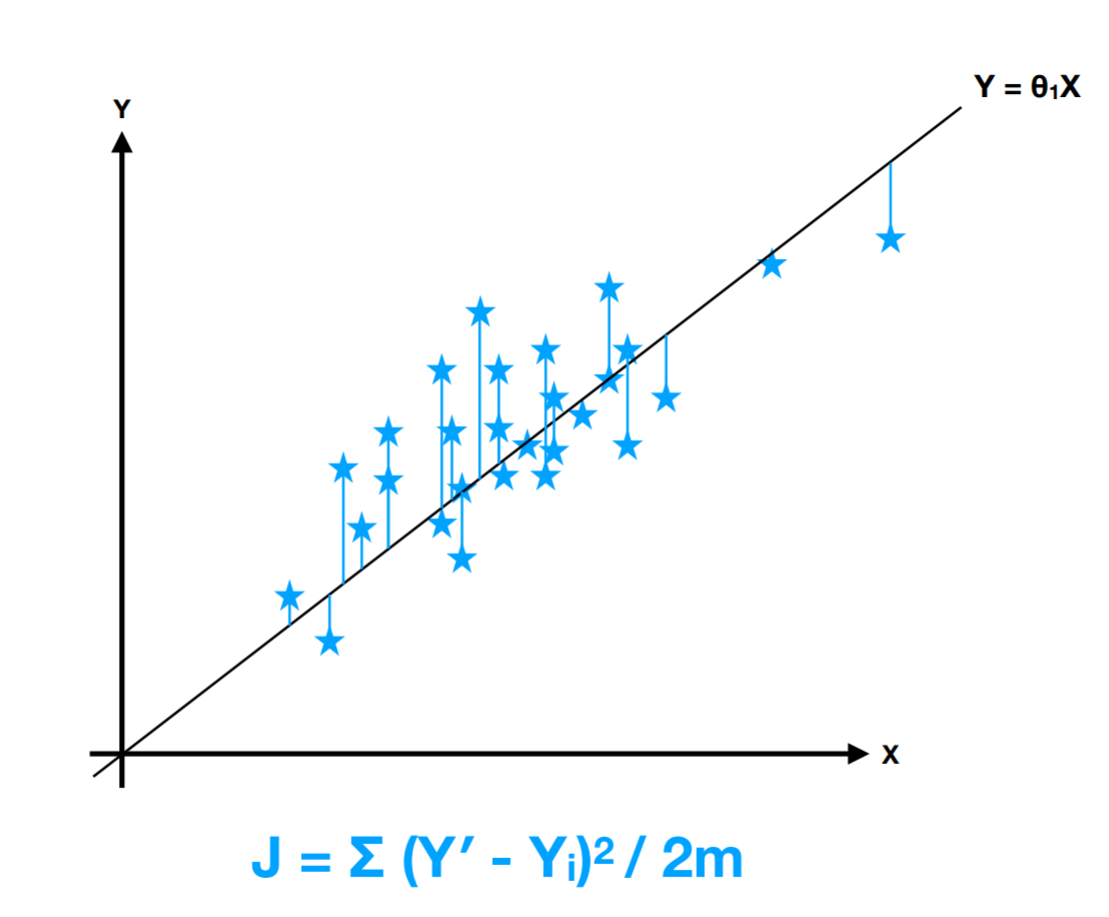 Y = θ₁X
Y
X
J = Σ (Y′ - Yᵢ)² / 2m